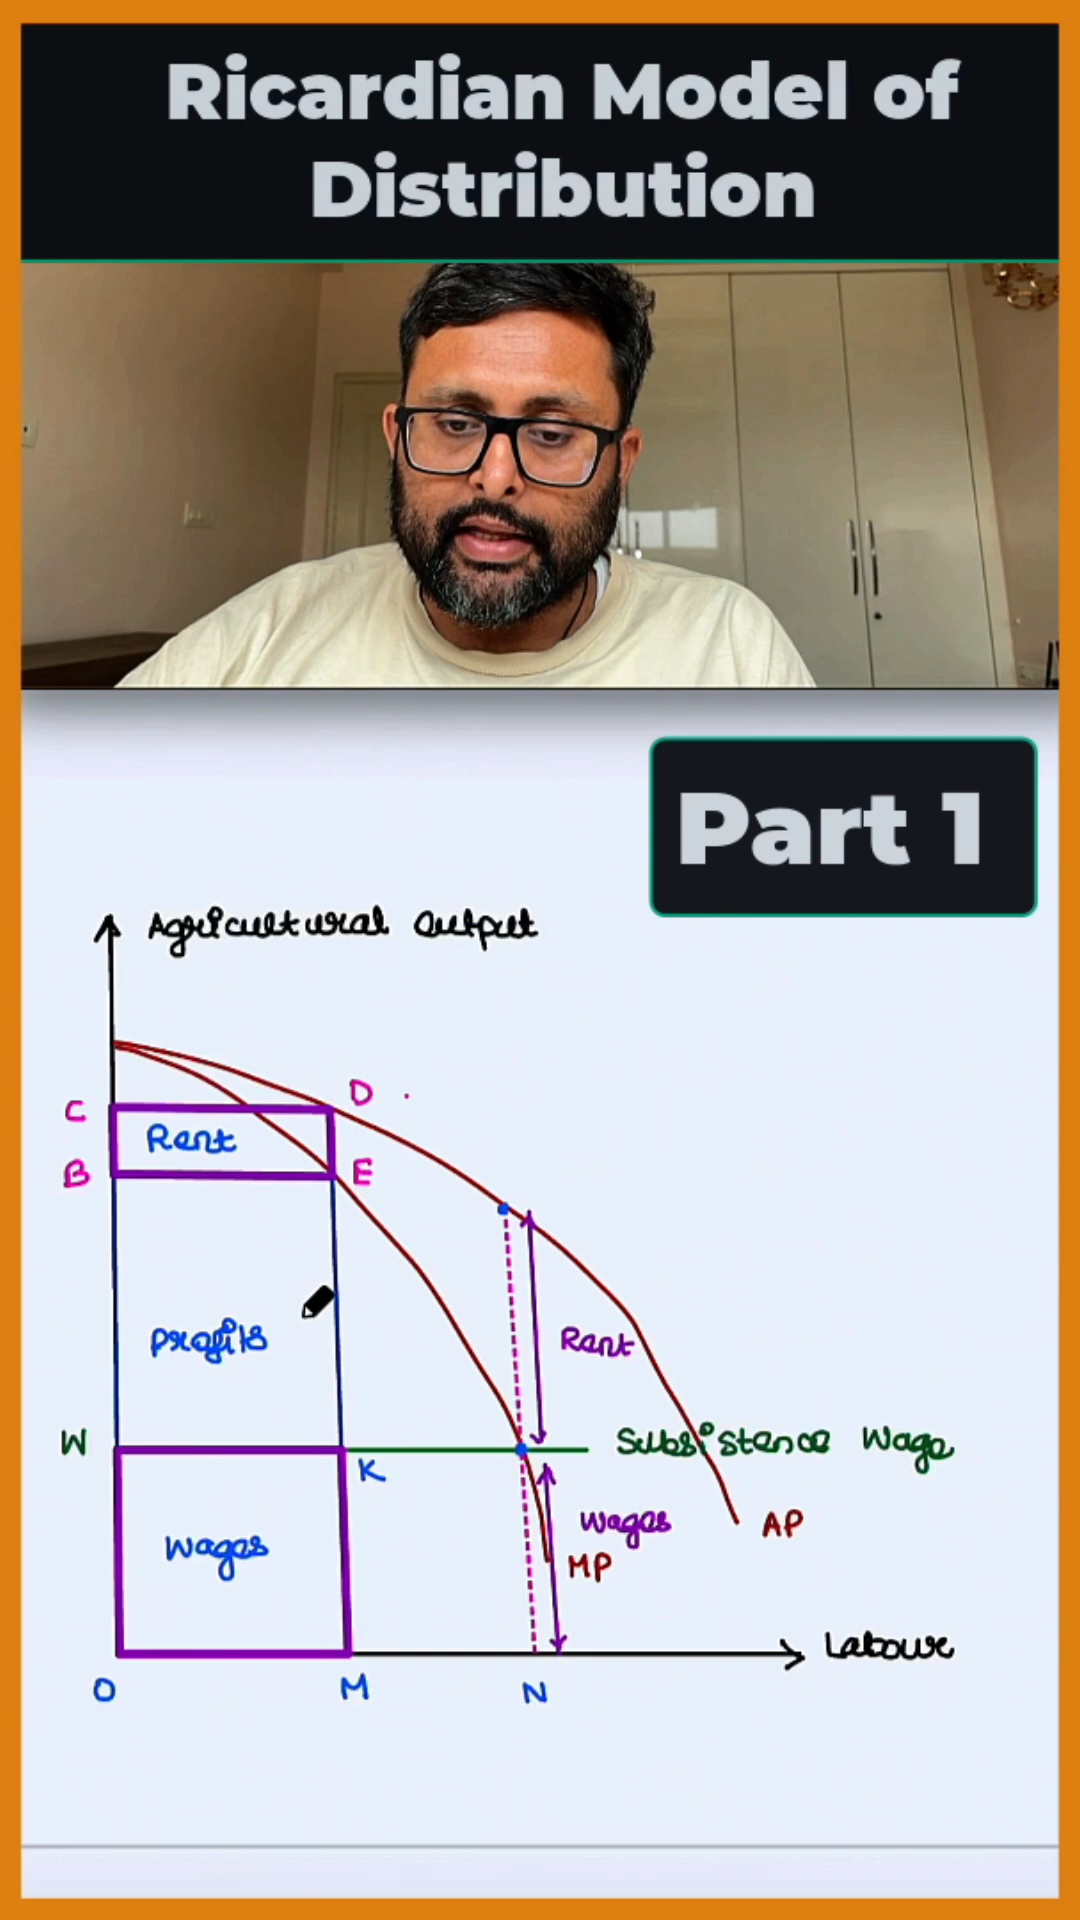 Ricardian Model of
Distribution
Part 1
Agricultural Output
C
D
Rent
B
E
Profits
Rent
W
Subsistence Wage
K
Wages
Wages
AP
MP
Labour
O
M
N